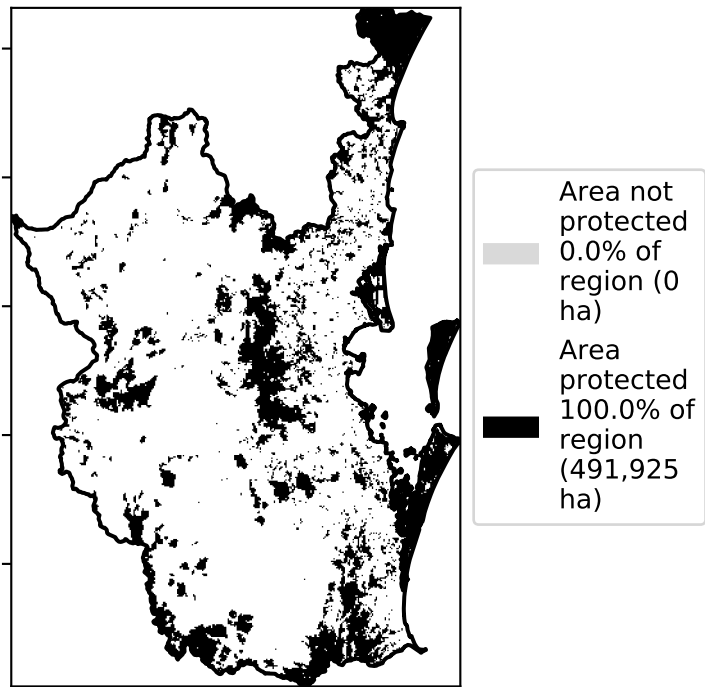 Area not
protected
0.0% of
region (0
ha)
Area
protected
100.0% of
region
(491,925
ha)